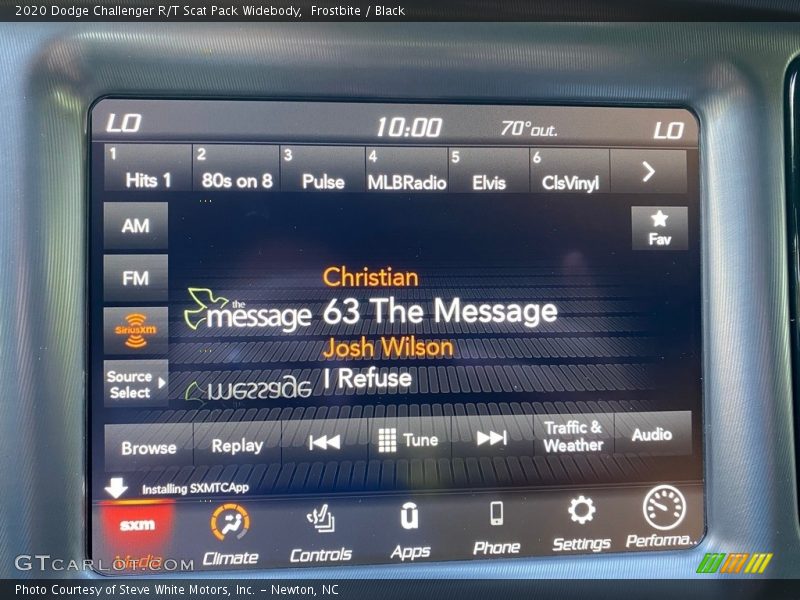 2020 Dodge Challenger R/T Scat Pack Widebody, Frostbite / Black
LO 10:00 70° out. LO
1 Hits 1 2 80s on 8 3 Pulse 4 MLBRadio 5 Elvis 6 ClsVinyl
AM
Fav
FM
Christian
the message 63 The Message
SiriusXM
Josh Wilson
Source Select
message I Refuse
Browse Replay Tune Traffic & Weather Audio
Installing SXMTCApp
sxm
Media Climate Controls Apps Phone Settings Performa..
GTCARLOT.COM
Photo Courtesy of Steve White Motors, Inc. - Newton, NC